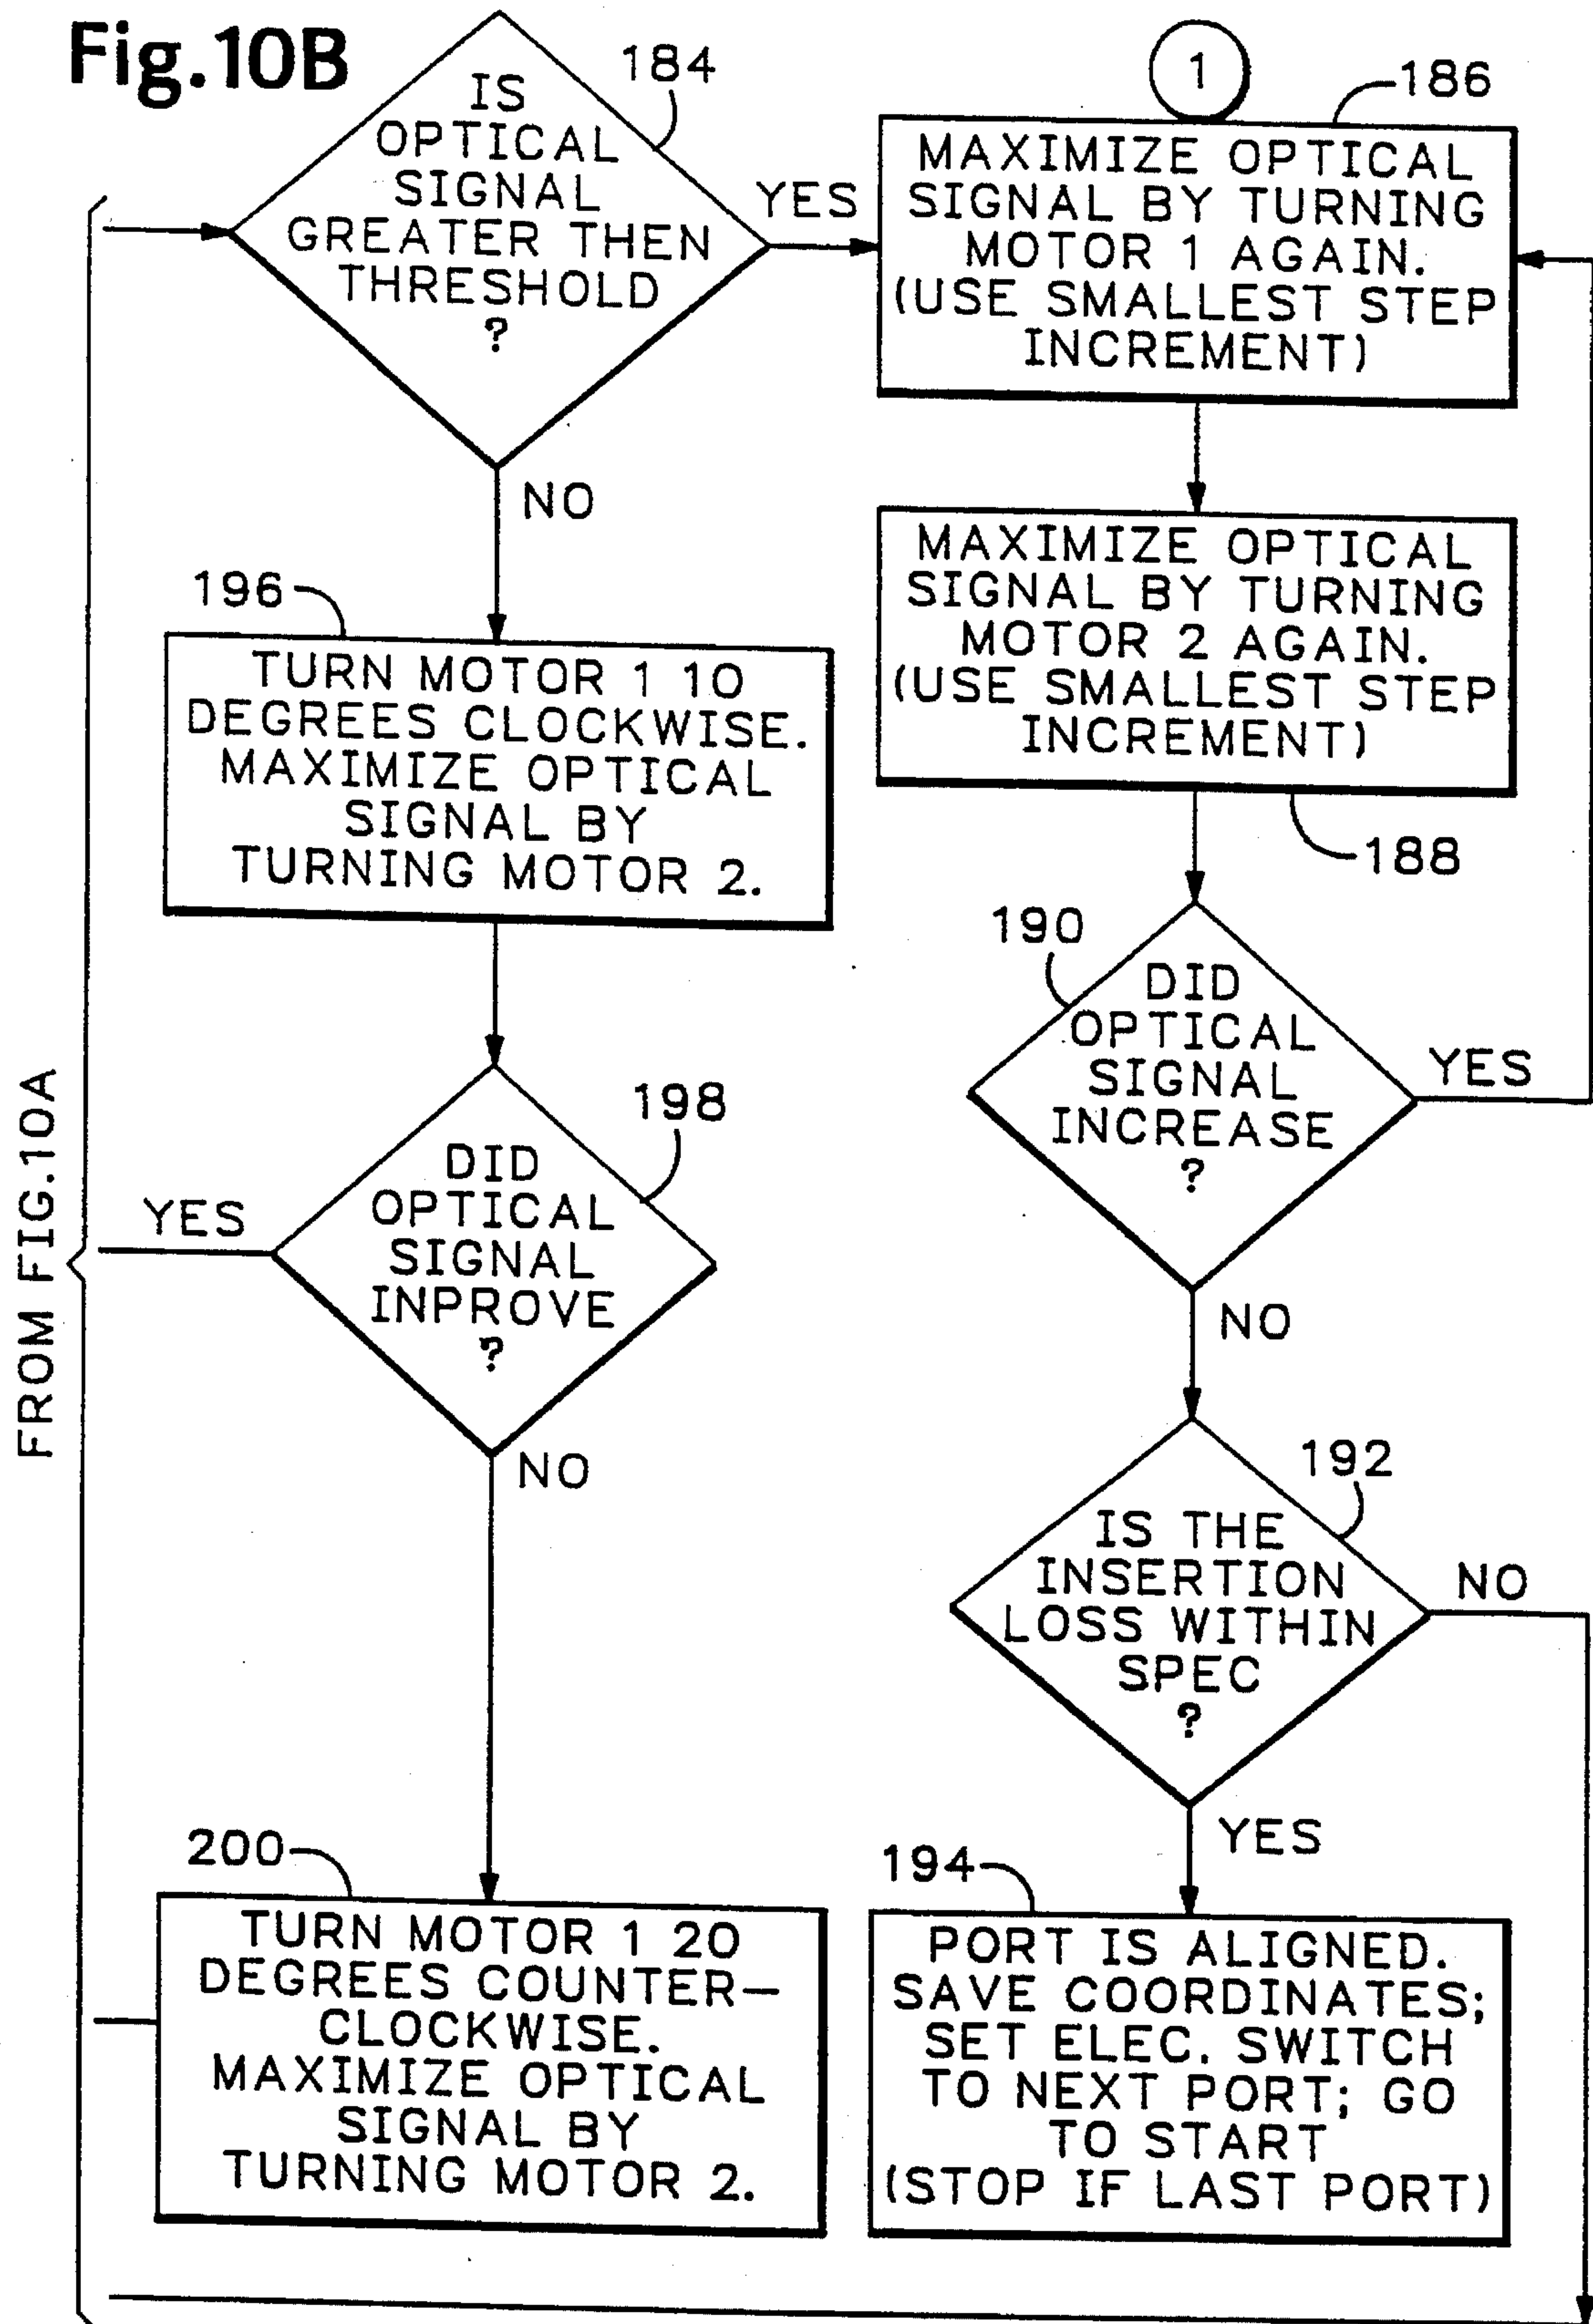 Fig.10B
184
IS
OPTICAL
SIGNAL
GREATER THEN
THRESHOLD
?
YES
NO
1
186
MAXIMIZE OPTICAL
SIGNAL BY TURNING
MOTOR 1 AGAIN.
(USE SMALLEST STEP
INCREMENT)
MAXIMIZE OPTICAL
SIGNAL BY TURNING
MOTOR 2 AGAIN.
(USE SMALLEST STEP
INCREMENT)
188
196
TURN MOTOR 1 10
DEGREES CLOCKWISE.
MAXIMIZE OPTICAL
SIGNAL BY
TURNING MOTOR 2.
190
DID
OPTICAL
SIGNAL
INCREASE
?
YES
NO
FROM FIG.10A
198
DID
OPTICAL
SIGNAL
INPROVE
?
YES
NO
192
IS THE
INSERTION
LOSS WITHIN
SPEC
?
NO
YES
200
TURN MOTOR 1 20
DEGREES COUNTER-
CLOCKWISE.
MAXIMIZE OPTICAL
SIGNAL BY
TURNING MOTOR 2.
194
PORT IS ALIGNED.
SAVE COORDINATES;
SET ELEC. SWITCH
TO NEXT PORT; GO
TO START
(STOP IF LAST PORT)